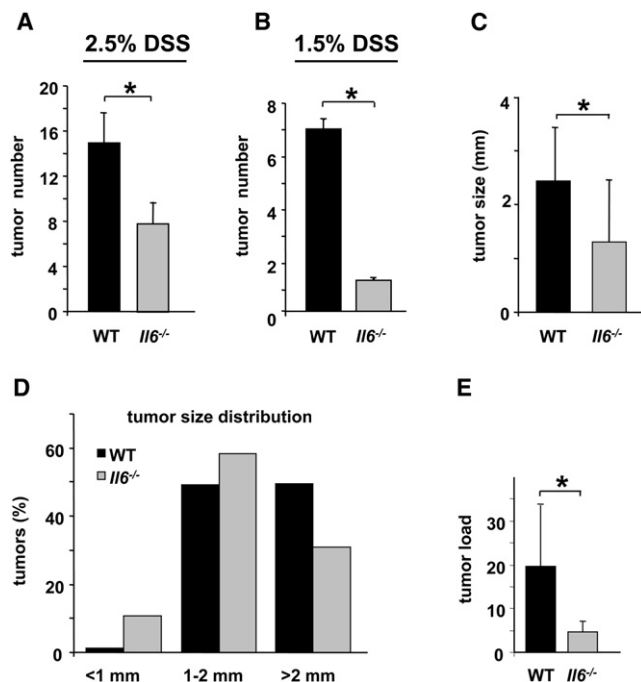 A
2.5% DSS
tumor number
20
16
12
8
4
0
*
WT
Il6-/-
B
1.5% DSS
tumor number
8
6
4
2
0
*
WT
Il6-/-
C
tumor size (mm)
4
2
0
*
WT
Il6-/-
D
tumor size distribution
WT
Il6-/-
tumors (%)
60
40
20
0
<1 mm
1-2 mm
>2 mm
E
tumor load
30
20
10
0
*
WT
Il6-/-